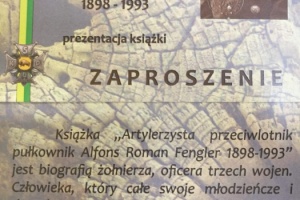 1898 - 1993
prezentacja książki
ZAPROSZENIE
Książka ,,Artylerzysta przeciwlotnik
pułkownik Alfons Roman Fengler 1898-1993”
jest biografią żołnierza, oficera trzech wojen.
Człowieka, który całe swoje młodzieńcze i